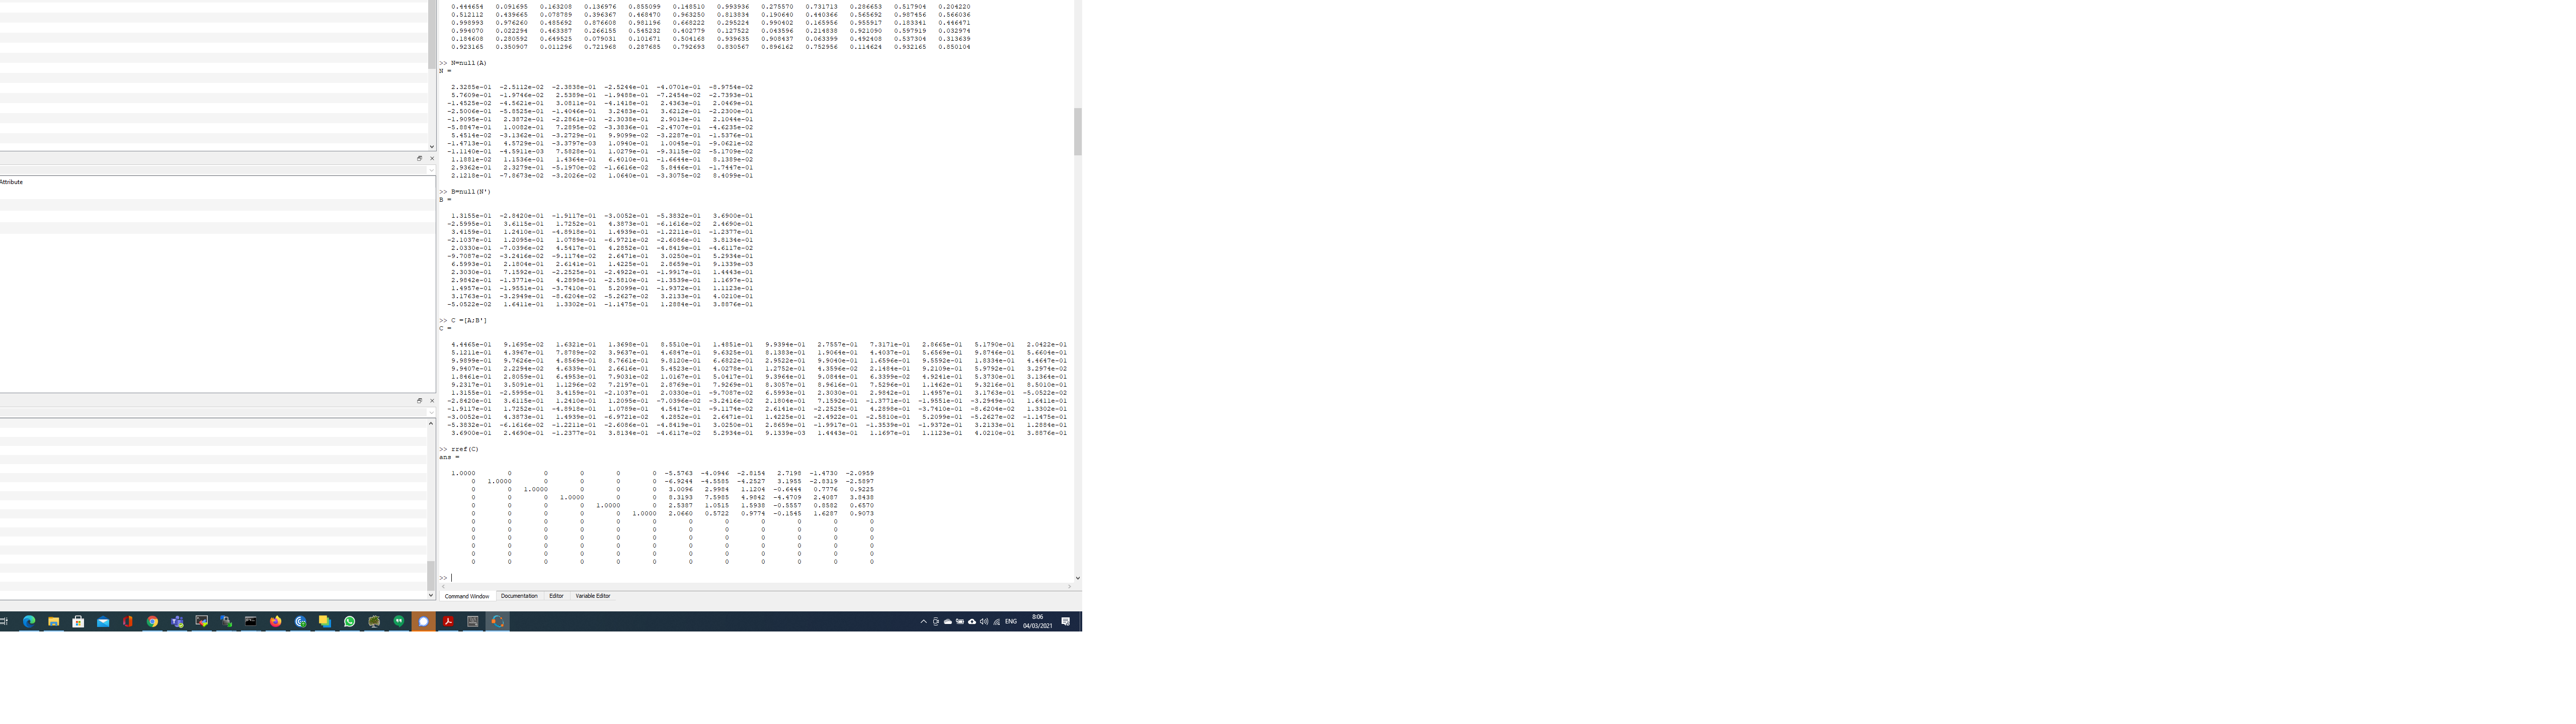 0.444654 0.091695 0.163208 0.136976 0.855099 0.148510 0.993936 0.275570 0.731713 0.286653 0.517904 0.204220
0.512112 0.439665 0.078789 0.396367 0.468470 0.963250 0.813834 0.190640 0.440366 0.565692 0.987456 0.566036
0.998993 0.976260 0.485692 0.876608 0.981196 0.668222 0.295224 0.990402 0.165956 0.955917 0.183341 0.446471
0.994070 0.022294 0.463387 0.266155 0.545232 0.402779 0.127522 0.043596 0.214838 0.921090 0.597919 0.032974
0.184608 0.280592 0.649525 0.079031 0.101671 0.504168 0.939635 0.908437 0.063399 0.492408 0.537304 0.313639
0.923165 0.350907 0.011296 0.721968 0.287685 0.792693 0.830567 0.896162 0.752956 0.114624 0.932165 0.850104
>> N=null(A)
N =
2.3285e-01 -2.5112e-02 -2.3838e-01 -2.5244e-01 -4.0701e-01 -8.9754e-02
5.7609e-01 -1.9746e-02 2.5389e-01 -1.9488e-01 -7.2454e-02 -2.7393e-01
-1.4525e-02 -4.5621e-01 3.0811e-01 -4.1418e-01 2.4363e-01 2.0469e-01
-2.5006e-01 -5.8525e-01 -1.4046e-01 3.2483e-01 3.6212e-01 -2.2300e-01
-1.9095e-01 2.3872e-01 -2.2861e-01 -2.3038e-01 2.9013e-01 2.1044e-01
-5.8847e-01 1.0082e-01 7.2895e-02 -3.3836e-01 -2.4707e-01 -4.6235e-02
5.4514e-02 -3.1362e-01 -3.2729e-01 9.9099e-02 -3.2287e-01 -1.5376e-01
-1.4713e-01 4.5729e-01 -3.3797e-03 1.0940e-01 1.0045e-01 -9.0621e-02
-1.1140e-01 -4.5911e-03 7.5828e-01 1.0279e-01 -9.3115e-02 -5.1709e-02
1.1881e-02 1.1536e-01 1.4364e-01 6.4010e-01 -1.6644e-01 8.1389e-02
2.9362e-01 2.3279e-01 -5.1970e-02 -1.6616e-02 5.8446e-01 -1.7447e-01
2.1218e-01 -7.8673e-02 -3.2026e-02 1.0640e-01 -3.3075e-02 8.4099e-01
>> B=null(N')
B =
1.3155e-01 -2.8420e-01 -1.9117e-01 -3.0052e-01 -5.3832e-01 3.6900e-01
-2.5995e-01 3.6115e-01 1.7252e-01 4.3873e-01 -6.1616e-02 2.4690e-01
3.4159e-01 1.2410e-01 -4.8918e-01 1.4939e-01 -1.2211e-01 -1.2377e-01
-2.1037e-01 1.2095e-01 1.0789e-01 -6.9721e-02 -2.6086e-01 3.8134e-01
2.0330e-01 -7.0396e-02 4.5417e-01 4.2852e-01 -4.8419e-01 -4.6117e-02
-9.7087e-02 -3.2416e-02 -9.1174e-02 2.6471e-01 3.0250e-01 5.2934e-01
6.5993e-01 2.1804e-01 2.6141e-01 1.4225e-01 2.8659e-01 9.1339e-03
2.3030e-01 7.1592e-01 -2.2525e-01 -2.4922e-01 -1.9917e-01 1.4443e-01
2.9842e-01 -1.3771e-01 4.2898e-01 -2.5810e-01 -1.3539e-01 1.1697e-01
1.4957e-01 -1.9551e-01 -3.7410e-01 5.2099e-01 -1.9372e-01 1.1123e-01
3.1763e-01 -3.2949e-01 -8.6204e-02 -5.2627e-02 3.2133e-01 4.0210e-01
-5.0522e-02 1.6411e-01 1.3302e-01 -1.1475e-01 1.2884e-01 3.8876e-01
Attribute
>> C =[A;B']
C =
4.4465e-01 9.1695e-02 1.6321e-01 1.3698e-01 8.5510e-01 1.4851e-01 9.9394e-01 2.7557e-01 7.3171e-01 2.8665e-01 5.1790e-01 2.0422e-01
5.1211e-01 4.3967e-01 7.8789e-02 3.9637e-01 4.6847e-01 9.6325e-01 8.1383e-01 1.9064e-01 4.4037e-01 5.6569e-01 9.8746e-01 5.6604e-01
9.9899e-01 9.7626e-01 4.8569e-01 8.7661e-01 9.8120e-01 6.6822e-01 2.9522e-01 9.9040e-01 1.6596e-01 9.5592e-01 1.8334e-01 4.4647e-01
9.9407e-01 2.2294e-02 4.6339e-01 2.6616e-01 5.4523e-01 4.0278e-01 1.2752e-01 4.3596e-02 2.1484e-01 9.2109e-01 5.9792e-01 3.2974e-02
1.8461e-01 2.8059e-01 6.4953e-01 7.9031e-02 1.0167e-01 5.0417e-01 9.3964e-01 9.0844e-01 6.3399e-02 4.9241e-01 5.3730e-01 3.1364e-01
9.2317e-01 3.5091e-01 1.1296e-02 7.2197e-01 2.8769e-01 7.9269e-01 8.3057e-01 8.9616e-01 7.5296e-01 1.1462e-01 9.3216e-01 8.5010e-01
1.3155e-01 -2.5995e-01 3.4159e-01 -2.1037e-01 2.0330e-01 -9.7087e-02 6.5993e-01 2.3030e-01 2.9842e-01 1.4957e-01 3.1763e-01 -5.0522e-02
-2.8420e-01 3.6115e-01 1.2410e-01 1.2095e-01 -7.0396e-02 -3.2416e-02 2.1804e-01 7.1592e-01 -1.3771e-01 -1.9551e-01 -3.2949e-01 1.6411e-01
-1.9117e-01 1.7252e-01 -4.8918e-01 1.0789e-01 4.5417e-01 -9.1174e-02 2.6141e-01 -2.2525e-01 4.2898e-01 -3.7410e-01 -8.6204e-02 1.3302e-01
-3.0052e-01 4.3873e-01 1.4939e-01 -6.9721e-02 4.2852e-01 2.6471e-01 1.4225e-01 -2.4922e-01 -2.5810e-01 5.2099e-01 -5.2627e-02 -1.1475e-01
-5.3832e-01 -6.1616e-02 -1.2211e-01 -2.6086e-01 -4.8419e-01 3.0250e-01 2.8659e-01 -1.9917e-01 -1.3539e-01 -1.9372e-01 3.2133e-01 1.2884e-01
3.6900e-01 2.4690e-01 -1.2377e-01 3.8134e-01 -4.6117e-02 5.2934e-01 9.1339e-03 1.4443e-01 1.1697e-01 1.1123e-01 4.0210e-01 3.8876e-01
>> rref(C)
ans =
1.0000 0 0 0 0 0 -5.5763 -4.0946 -2.8154 2.7198 -1.4730 -2.0959
0 1.0000 0 0 0 0 -6.9244 -4.5585 -4.2527 3.1955 -2.8319 -2.5897
0 0 1.0000 0 0 0 3.0096 2.9984 1.1204 -0.6444 0.7776 0.9225
0 0 0 1.0000 0 0 8.3193 7.5985 4.9842 -4.4709 2.4087 3.8438
0 0 0 0 1.0000 0 2.5387 1.0515 1.5938 -0.5557 0.8582 0.6570
0 0 0 0 0 1.0000 2.0660 0.5722 0.9774 -0.1545 1.6287 0.9073
0 0 0 0 0 0 0 0 0 0 0 0
0 0 0 0 0 0 0 0 0 0 0 0
0 0 0 0 0 0 0 0 0 0 0 0
0 0 0 0 0 0 0 0 0 0 0 0
0 0 0 0 0 0 0 0 0 0 0 0
0 0 0 0 0 0 0 0 0 0 0 0
>>
Command Window Documentation Editor Variable Editor
ENG
8:06
04/03/2021